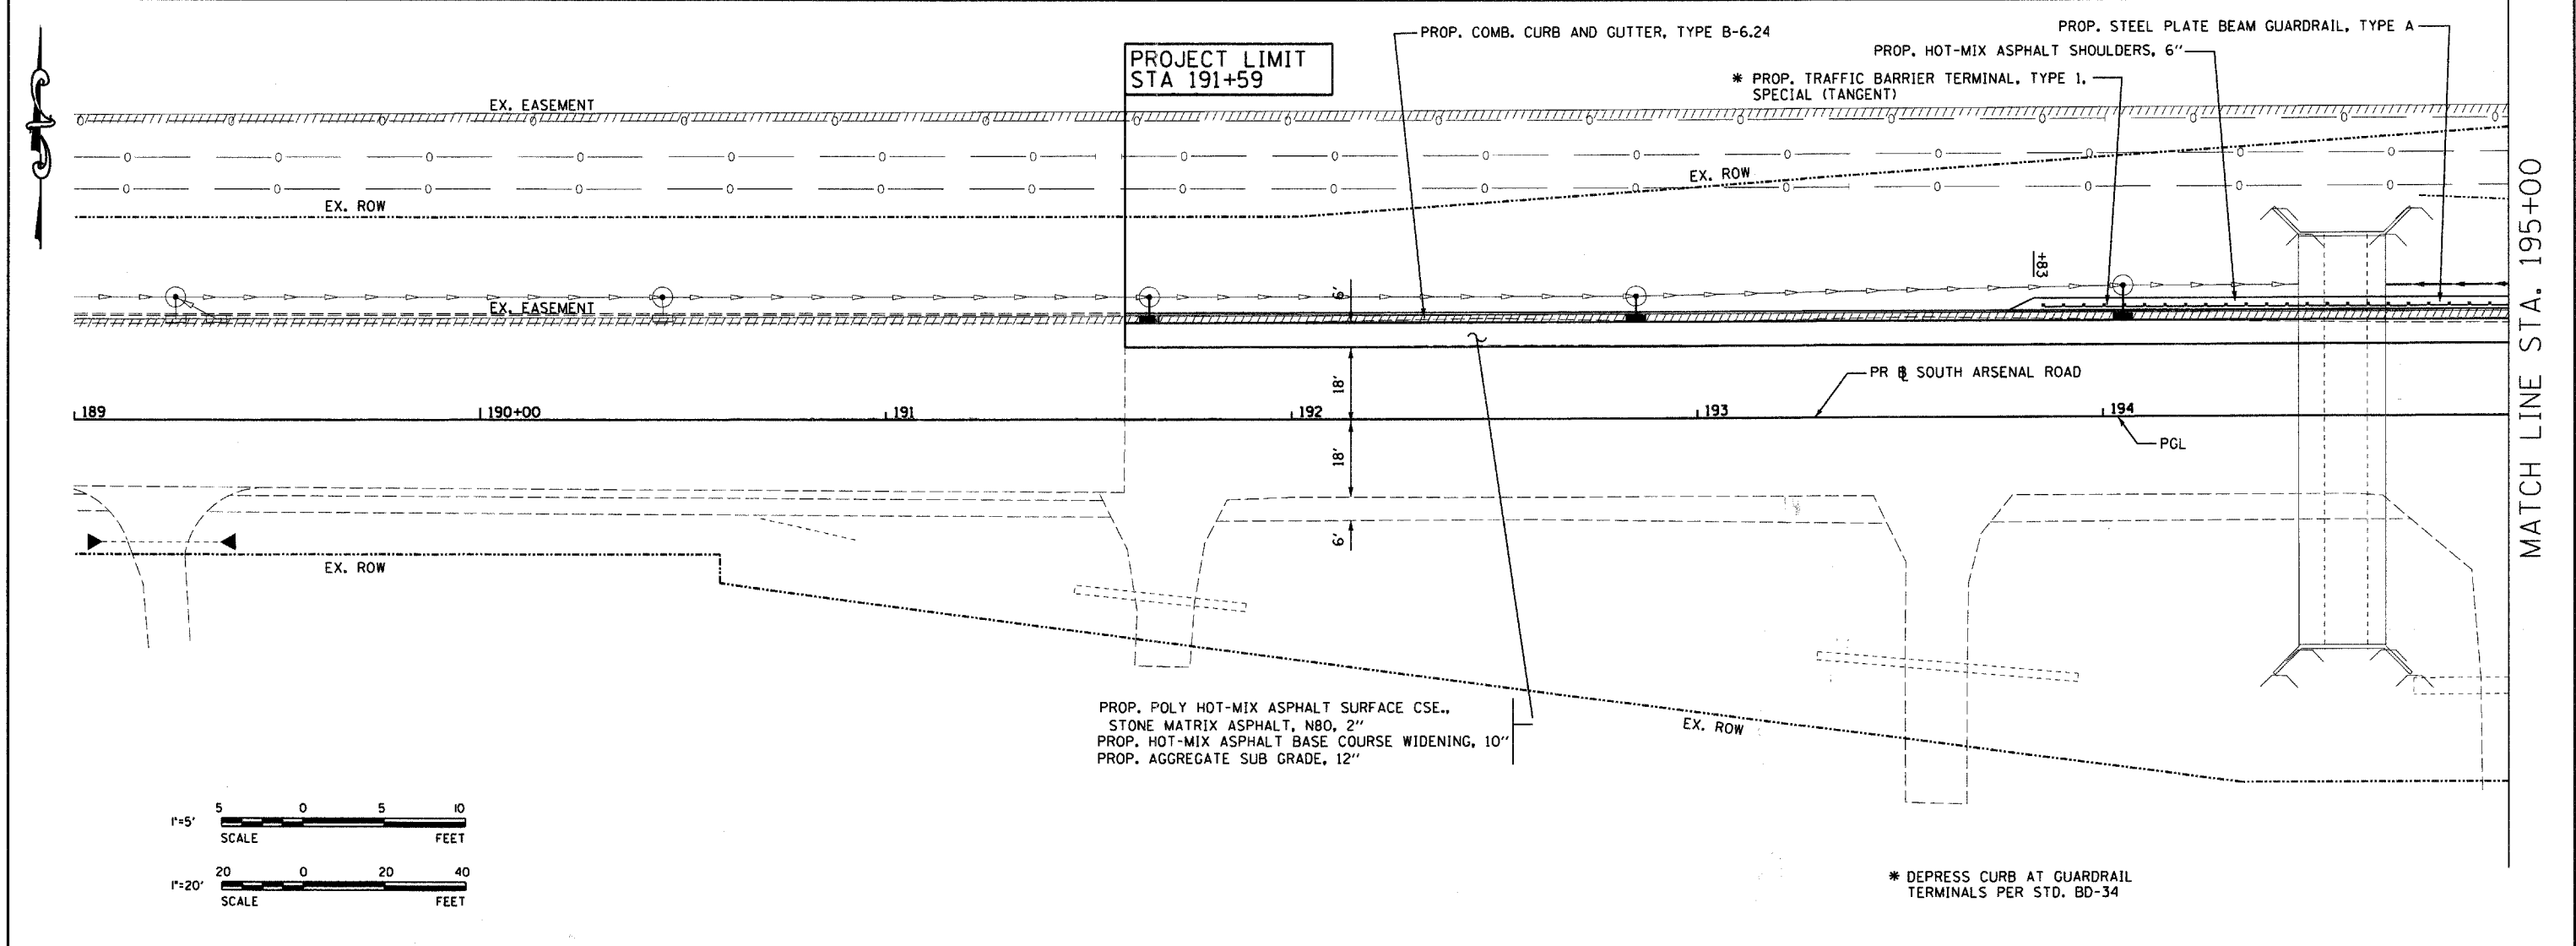 PROP. COMB. CURB AND GUTTER, TYPE B-6.24
PROP. STEEL PLATE BEAM GUARDRAIL, TYPE A
PROP. HOT-MIX ASPHALT SHOULDERS, 6"
* PROP. TRAFFIC BARRIER TERMINAL, TYPE 1,
SPECIAL (TANGENT)
PROJECT LIMIT
STA 191+59
EX. EASEMENT
EX. ROW
EX. ROW
MATCH LINE STA. 195+00
+83
EX. EASEMENT
6'
18'
PR BL SOUTH ARSENAL ROAD
189
190+00
191
192
193
194
PGL
18'
6'
EX. ROW
EX. ROW
PROP. POLY HOT-MIX ASPHALT SURFACE CSE.,
STONE MATRIX ASPHALT, N80, 2"
PROP. HOT-MIX ASPHALT BASE COURSE WIDENING, 10"
PROP. AGGREGATE SUB GRADE, 12"
5 0 5 10
1"=5'
SCALE FEET
20 0 20 40
1"=20'
SCALE FEET
* DEPRESS CURB AT GUARDRAIL
TERMINALS PER STD. BD-34